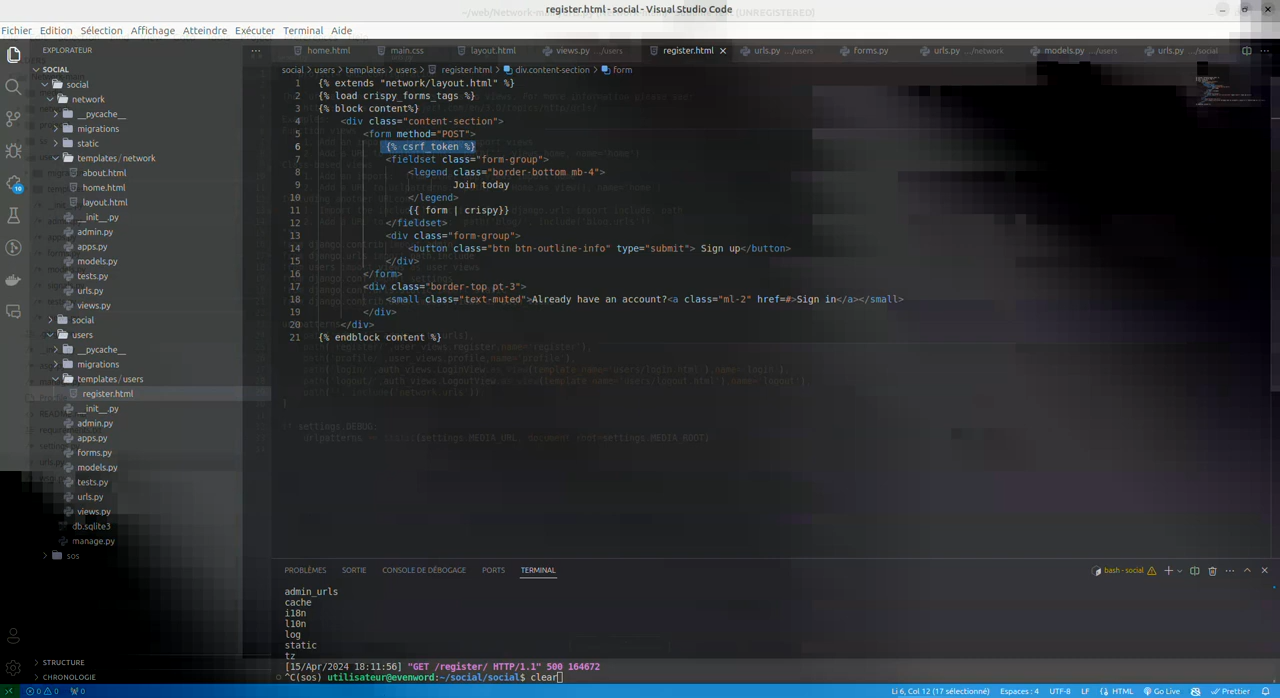 register.html - social - Visual Studio Code
Fichier Edition Sélection Affichage Atteindre Exécuter Terminal Aide
EXPLORATEUR
home.html main.css layout.html views.py .../users register.html urls.py .../users forms.py urls.py .../network models.py .../users urls.py .../social
SOCIAL
social
network
__pycache__
migrations
static
templates / network
about.html
home.html
layout.html
__init__.py
admin.py
apps.py
models.py
tests.py
urls.py
views.py
social
users
__pycache__
migrations
templates / users
register.html
__init__.py
admin.py
apps.py
forms.py
models.py
tests.py
urls.py
views.py
db.sqlite3
manage.py
sos
STRUCTURE
CHRONOLOGIE
social > users > templates > users > register.html > div.content-section > form
1 {% extends "network/layout.html" %}
2 {% load crispy_forms_tags %}
3 {% block content%}
4 <div class="content-section">
5 <form method="POST">
6 {% csrf_token %}
7 <fieldset class="form-group">
8 <legend class="border-bottom mb-4">
9 Join today
10 </legend>
11 {{ form | crispy}}
12 </fieldset>
13 <div class="form-group">
14 <button class="btn btn-outline-info" type="submit"> Sign up</button>
15 </div>
16 </form>
17 <div class="border-top pt-3">
18 <small class="text-muted">Already have an account?<a class="ml-2" href=#>Sign in</a></small>
19 </div>
20 </div>
21 {% endblock content %}
PROBLÈMES SORTIE CONSOLE DE DÉBOGAGE PORTS TERMINAL
bash - social
admin_urls
cache
i18n
l10n
log
static
tz
[15/Apr/2024 18:11:56] "GET /register/ HTTP/1.1" 500 164672
^C(sos) utilisateur@evenword:~/social/social$ clear
0 0 0 Li 6, Col 12 (17 sélectionné) Espaces : 4 UTF-8 LF HTML Go Live Prettier